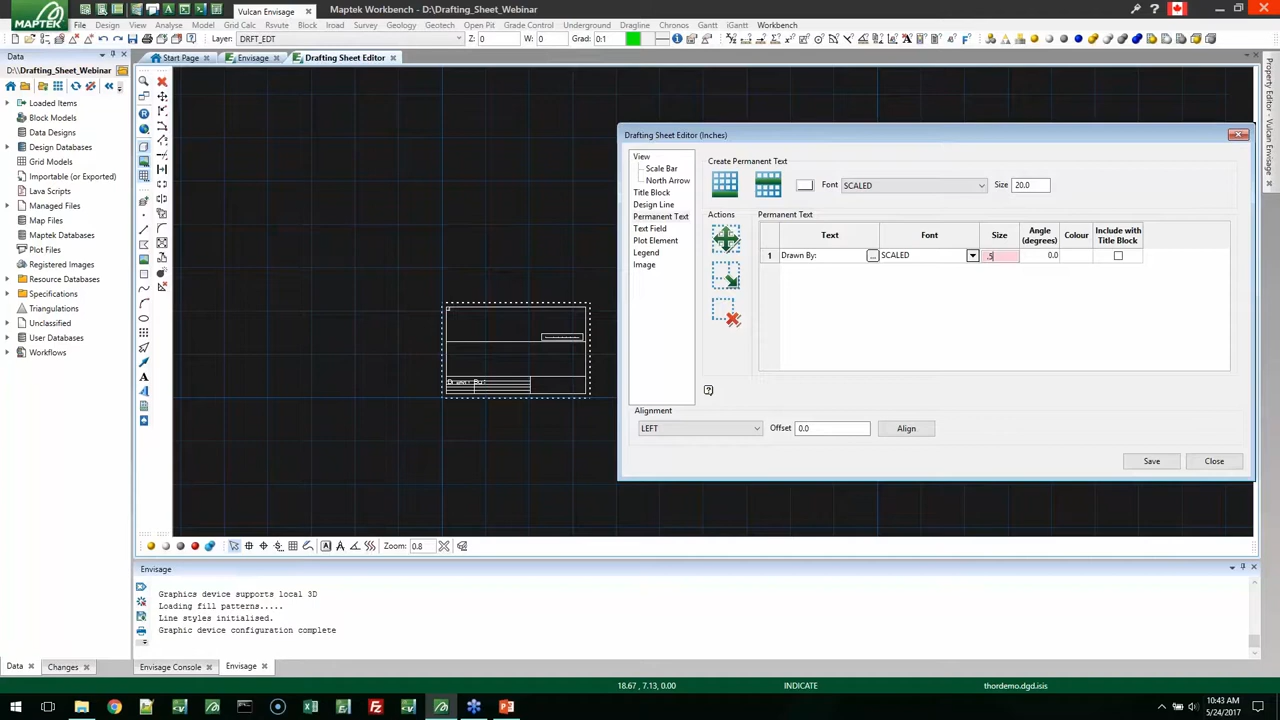 Vulcan Envisage
Maptek Workbench - D:\Drafting_Sheet_Webinar
MAPTEK
File Design View Analyse Model Grid Calc Rsvute Block Iroad Survey Geology Geotech Open Pit Grade Control Underground Dragline Chronos Gantt iGantt Workbench
Layer: DRFT_EDT
Z: 0
W: 0
Grad: 0:1
Data
Start Page
Envisage
Drafting Sheet Editor
D:\Drafting_Sheet_Webinar
Loaded Items
Block Models
Data Designs
Design Databases
Grid Models
Importable (or Exported)
Lava Scripts
Managed Files
Map Files
Maptek Databases
Plot Files
Registered Images
Resource Databases
Specifications
Triangulations
Unclassified
User Databases
Workflows
Drafting Sheet Editor (Inches)
View
Scale Bar
North Arrow
Title Block
Design Line
Permanent Text
Text Field
Plot Element
Legend
Image
Create Permanent Text
Font SCALED Size 20.0
Actions
Permanent Text
Text Font Size Angle (degrees) Colour Include with Title Block
1 Drawn By: ... SCALED .5 0.0
Alignment
LEFT Offset 0.0 Align
Save Close
Drawn By:
Property Editor - Vulcan Envisage
Zoom: 0.8
Envisage
Graphics device supports local 3D
Loading fill patterns.....
Line styles initialised.
Graphic device configuration complete
Data Changes
Envisage Console Envisage
18.67 , 7.13, 0.00
INDICATE
thordemo.dgd.isis
10:43 AM
5/24/2017